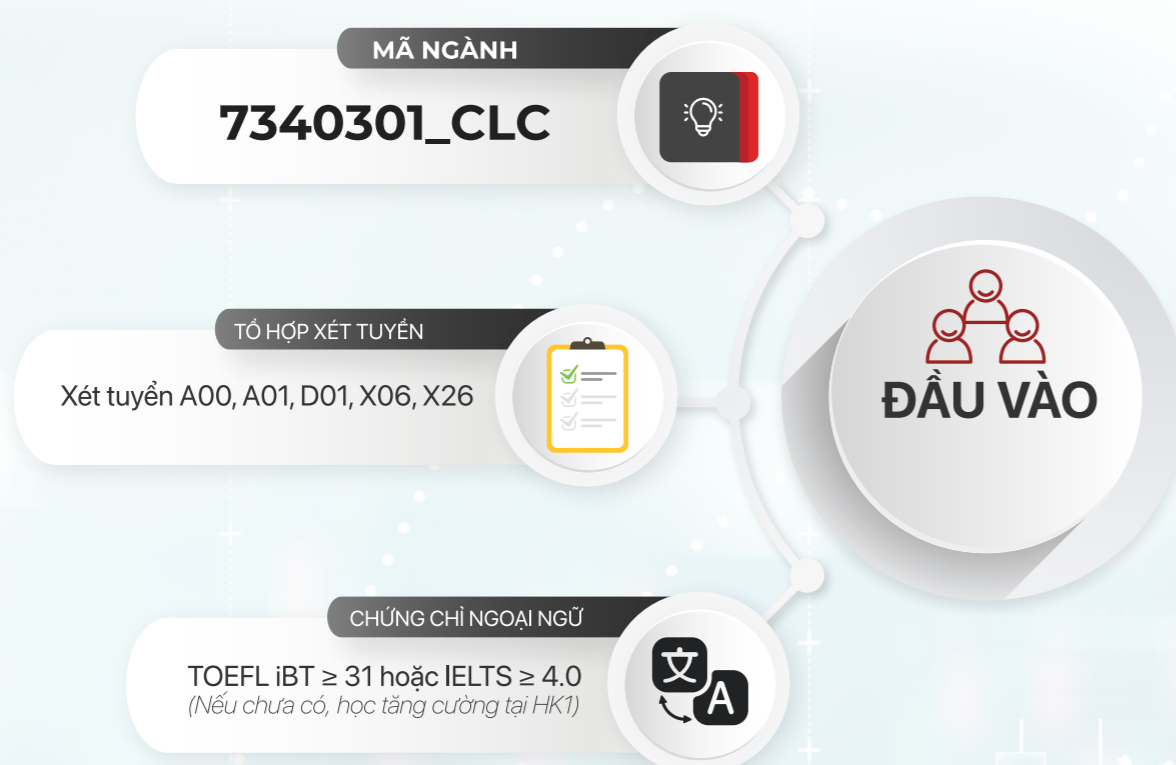 MÃ NGÀNH
7340301_CLC
TỔ HỢP XÉT TUYỂN
Xét tuyển A00, A01, D01, X06, X26
ĐẦU VÀO
CHỨNG CHỈ NGOẠI NGỮ
TOEFL iBT ≥ 31 hoặc IELTS ≥ 4.0
(Nếu chưa có, học tăng cường tại HK1)
文
A